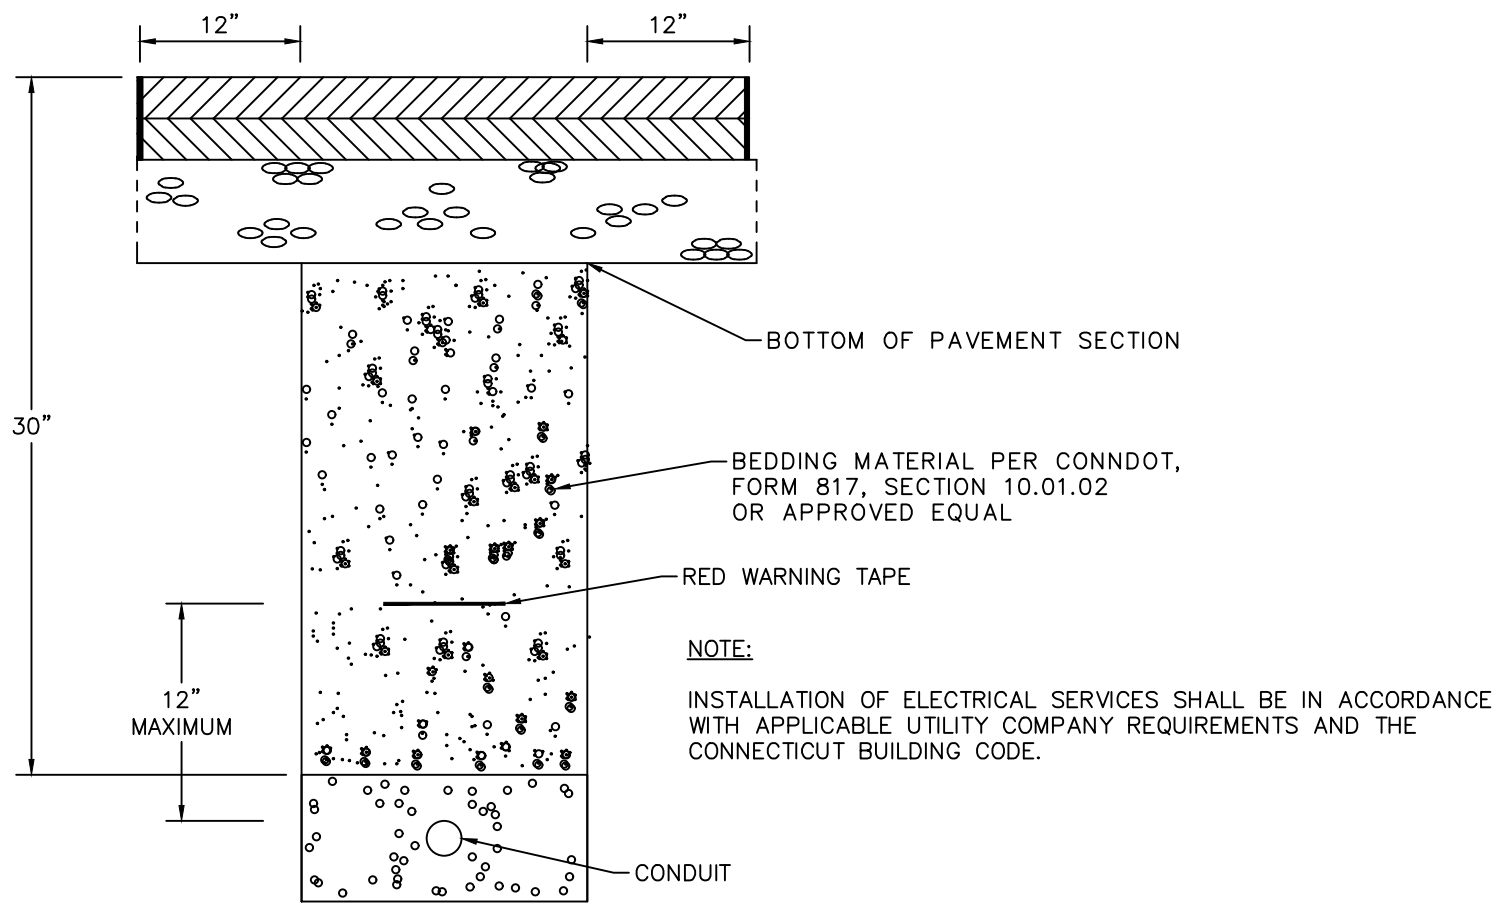 12"
12"
30"
BOTTOM OF PAVEMENT SECTION
BEDDING MATERIAL PER CONNDOT,
FORM 817, SECTION 10.01.02
OR APPROVED EQUAL
RED WARNING TAPE
12"
MAXIMUM
NOTE:
INSTALLATION OF ELECTRICAL SERVICES SHALL BE IN ACCORDANCE
WITH APPLICABLE UTILITY COMPANY REQUIREMENTS AND THE
CONNECTICUT BUILDING CODE.
CONDUIT